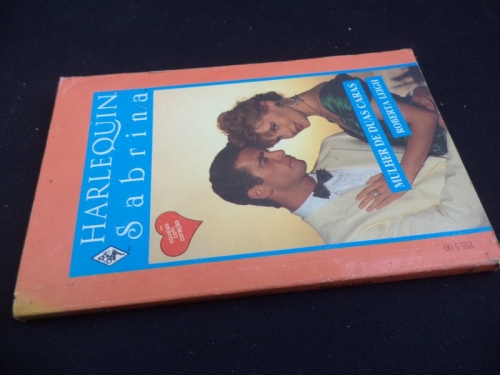 HARLEQUIN
Sabrina
MULHER DE DUAS CARAS
ROBERTA LEIGH